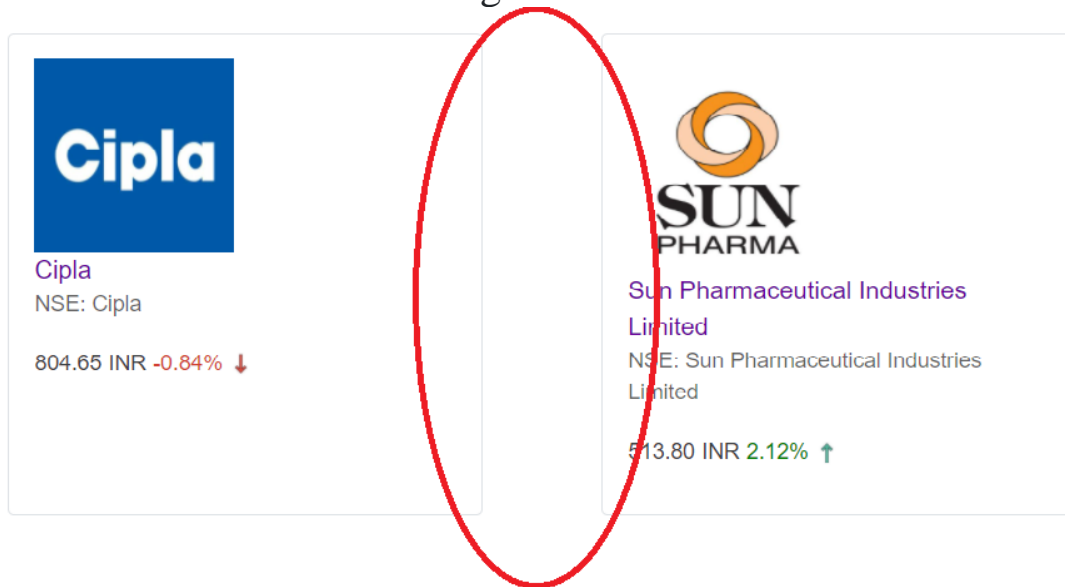 Cipla
Cipla
NSE: Cipla
804.65 INR -0.84% ↓
SUN
PHARMA
Sun Pharmaceutical Industries
Limited
NSE: Sun Pharmaceutical Industries
Limited
513.80 INR 2.12% ↑